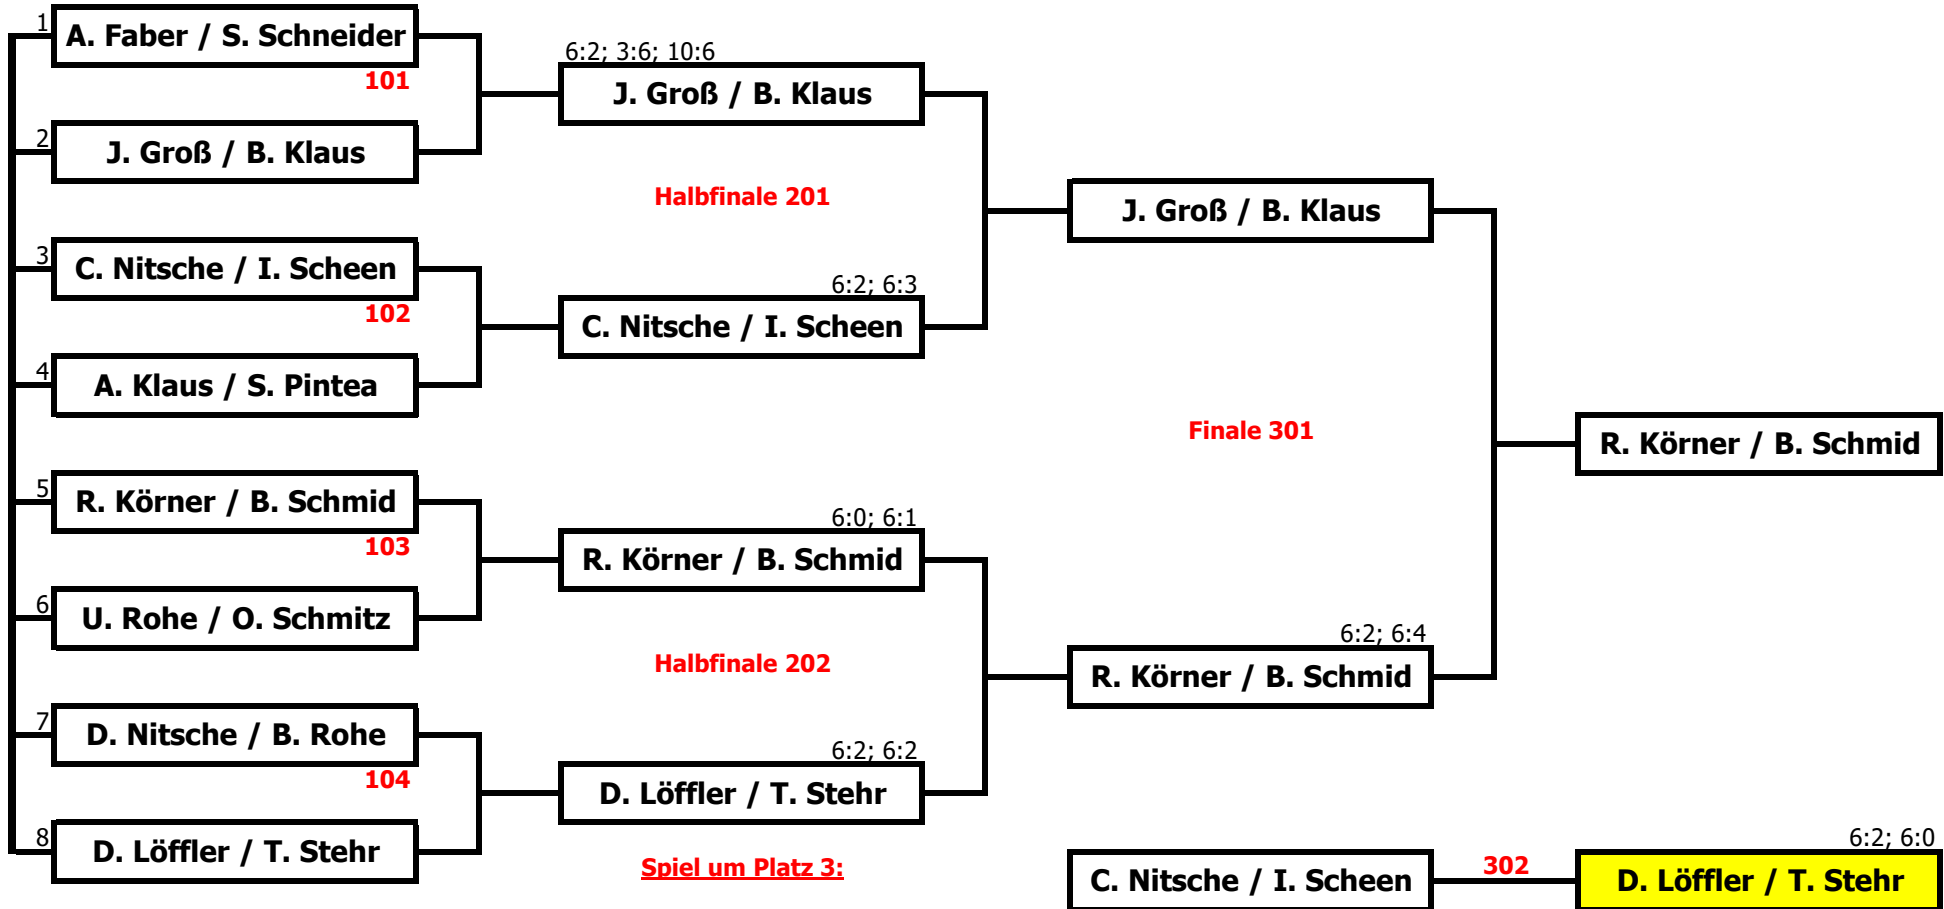 1
A. Faber / S. Schneider
101
2
J. Groß / B. Klaus
3
C. Nitsche / I. Scheen
102
4
A. Klaus / S. Pintea
5
R. Körner / B. Schmid
103
6
U. Rohe / O. Schmitz
7
D. Nitsche / B. Rohe
104
8
D. Löffler / T. Stehr
6:2; 3:6; 10:6
J. Groß / B. Klaus
Halbfinale 201
6:2; 6:3
C. Nitsche / I. Scheen
6:0; 6:1
R. Körner / B. Schmid
Halbfinale 202
6:2; 6:2
D. Löffler / T. Stehr
Spiel um Platz 3:
J. Groß / B. Klaus
Finale 301
6:2; 6:4
R. Körner / B. Schmid
R. Körner / B. Schmid
C. Nitsche / I. Scheen
302
6:2; 6:0
D. Löffler / T. Stehr